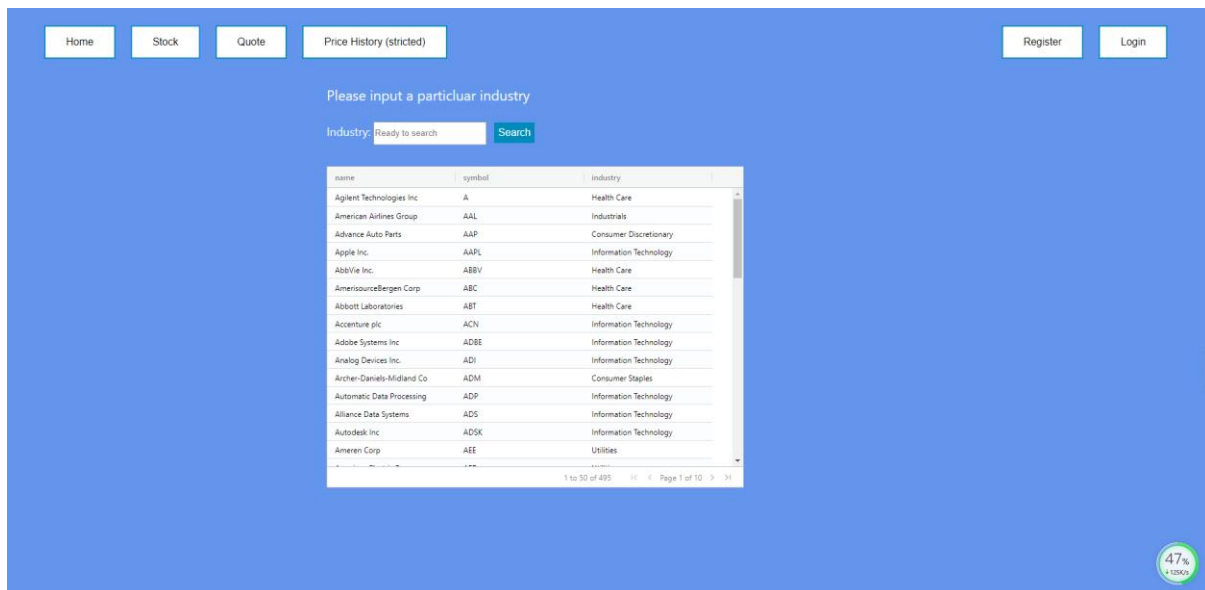 Home Stock Quote Price History (stricted) Register Login
Please input a particluar industry
Industry: Ready to search Search
name symbol industry
Agilent Technologies Inc A Health Care
American Airlines Group AAL Industrials
Advance Auto Parts AAP Consumer Discretionary
Apple Inc. AAPL Information Technology
AbbVie Inc. ABBV Health Care
AmerisourceBergen Corp ABC Health Care
Abbott Laboratories ABT Health Care
Accenture plc ACN Information Technology
Adobe Systems Inc ADBE Information Technology
Analog Devices Inc. ADI Information Technology
Archer-Daniels-Midland Co ADM Consumer Staples
Automatic Data Processing ADP Information Technology
Alliance Data Systems ADS Information Technology
Autodesk Inc ADSK Information Technology
Ameren Corp AEE Utilities
1 to 50 of 495 Page 1 of 10
47%
↓125K/s